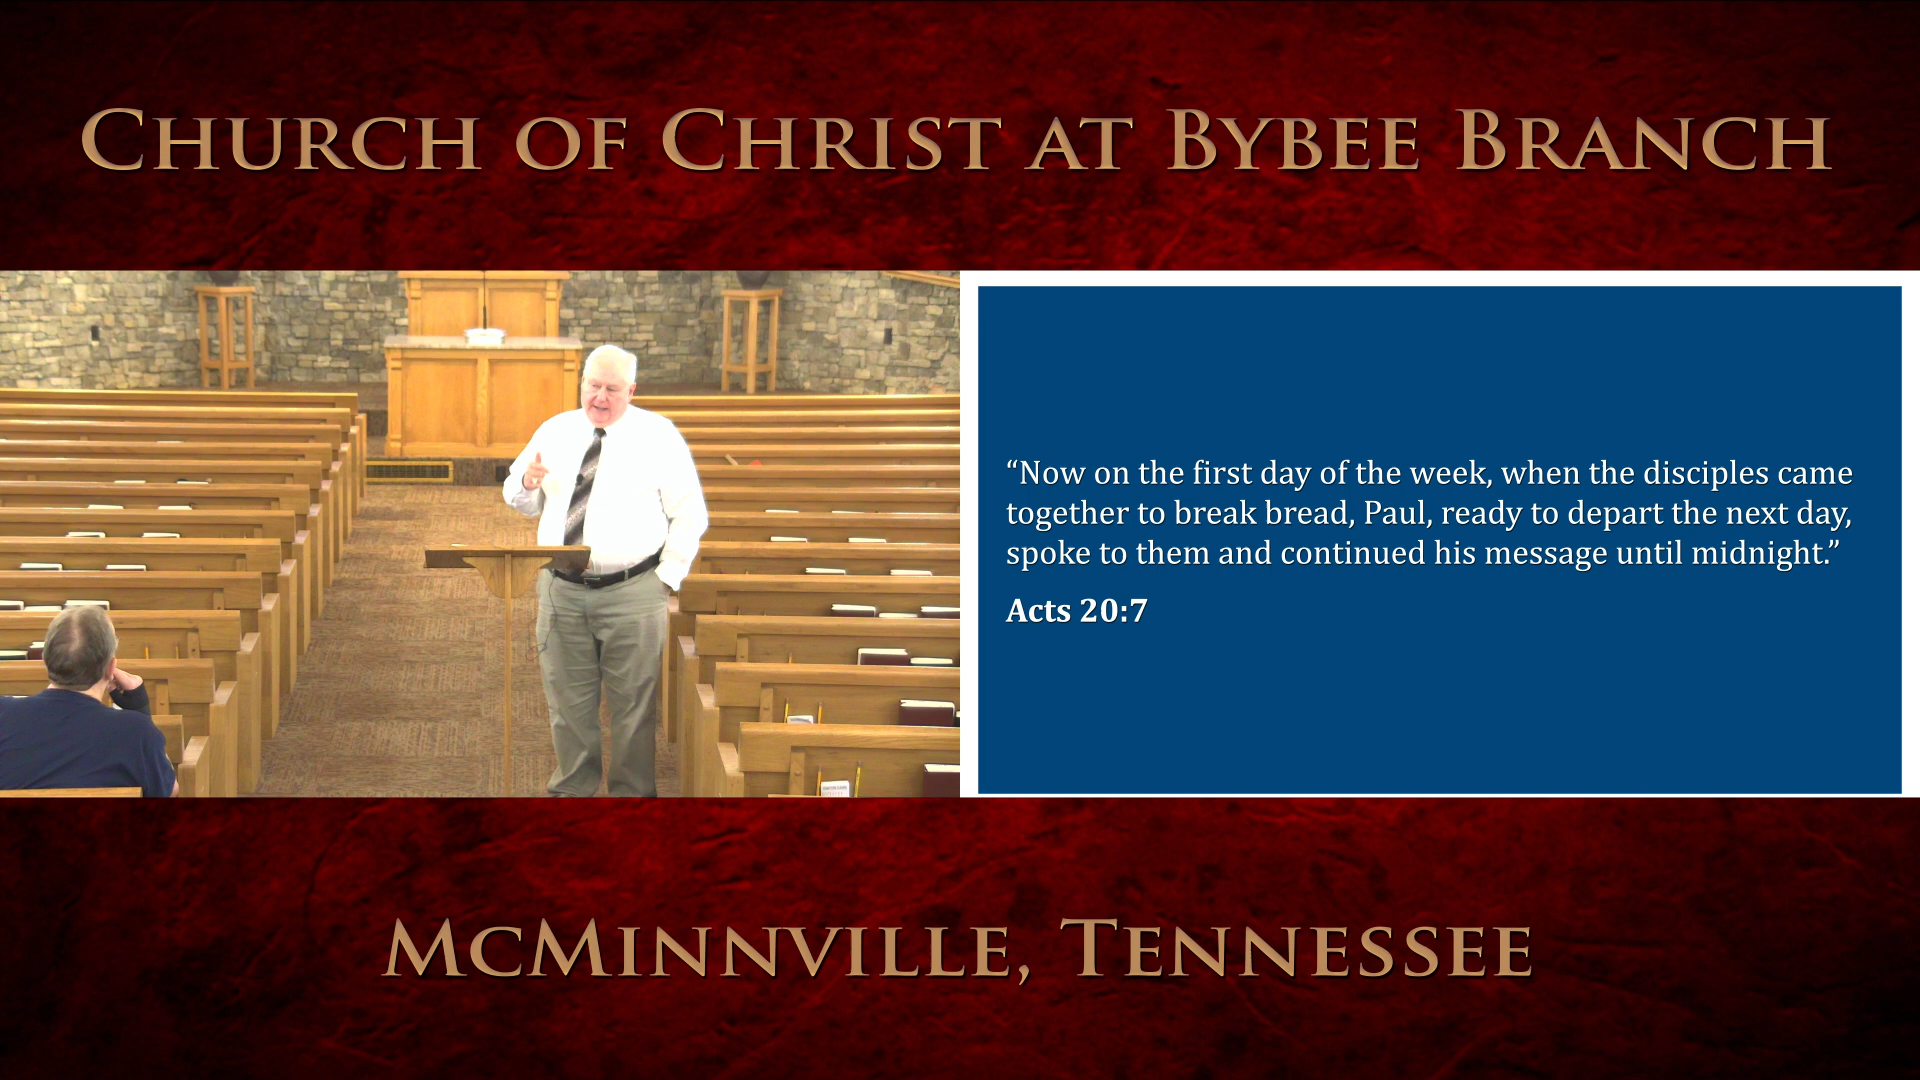 Church of Christ at Bybee Branch
“Now on the first day of the week, when the disciples came
together to break bread, Paul, ready to depart the next day,
spoke to them and continued his message until midnight.”
Acts 20:7
McMinnville, Tennessee